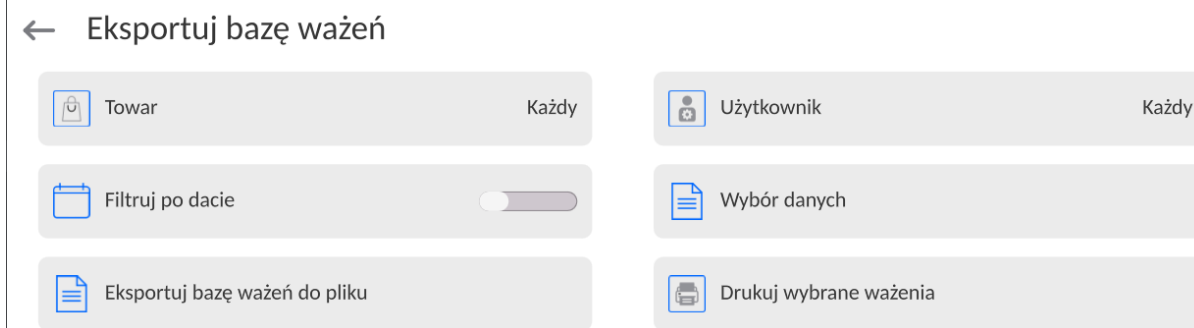 Eksportuj bazę ważeń
Towar Każdy
Użytkownik Każdy
Filtruj po dacie
Wybór danych
Eksportuj bazę ważeń do pliku
Drukuj wybrane ważenia